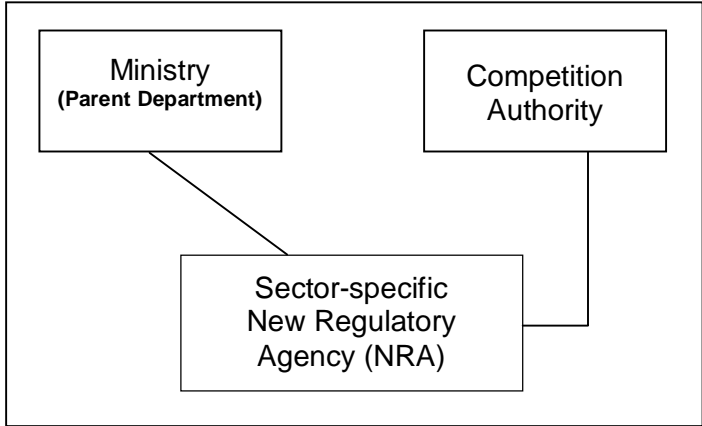 Ministry
(Parent Department)
Competition
Authority
Sector-specific
New Regulatory
Agency (NRA)